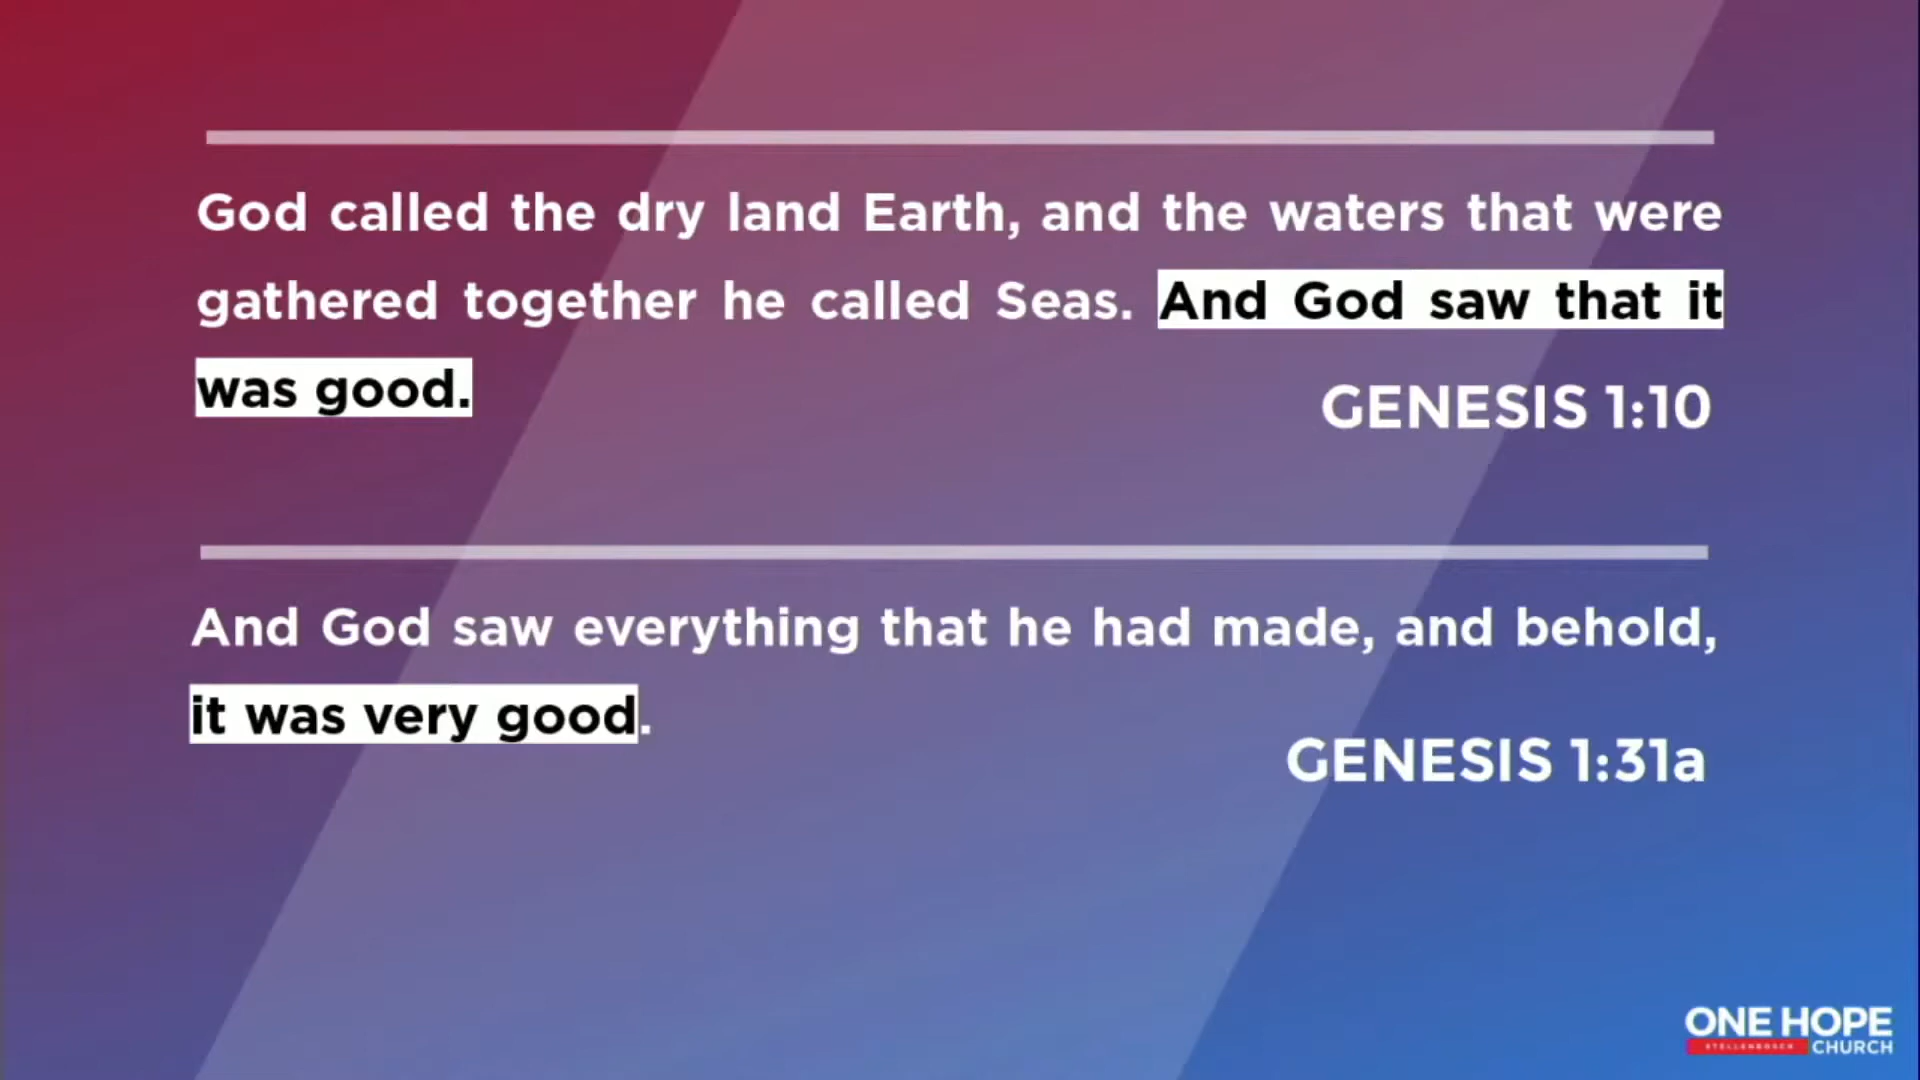 God called the dry land Earth, and the waters that were
gathered together he called Seas. And God saw that it
was good.
GENESIS 1:10
And God saw everything that he had made, and behold,
it was very good.
GENESIS 1:31a
ONE HOPE
STELLENBOSCH CHURCH